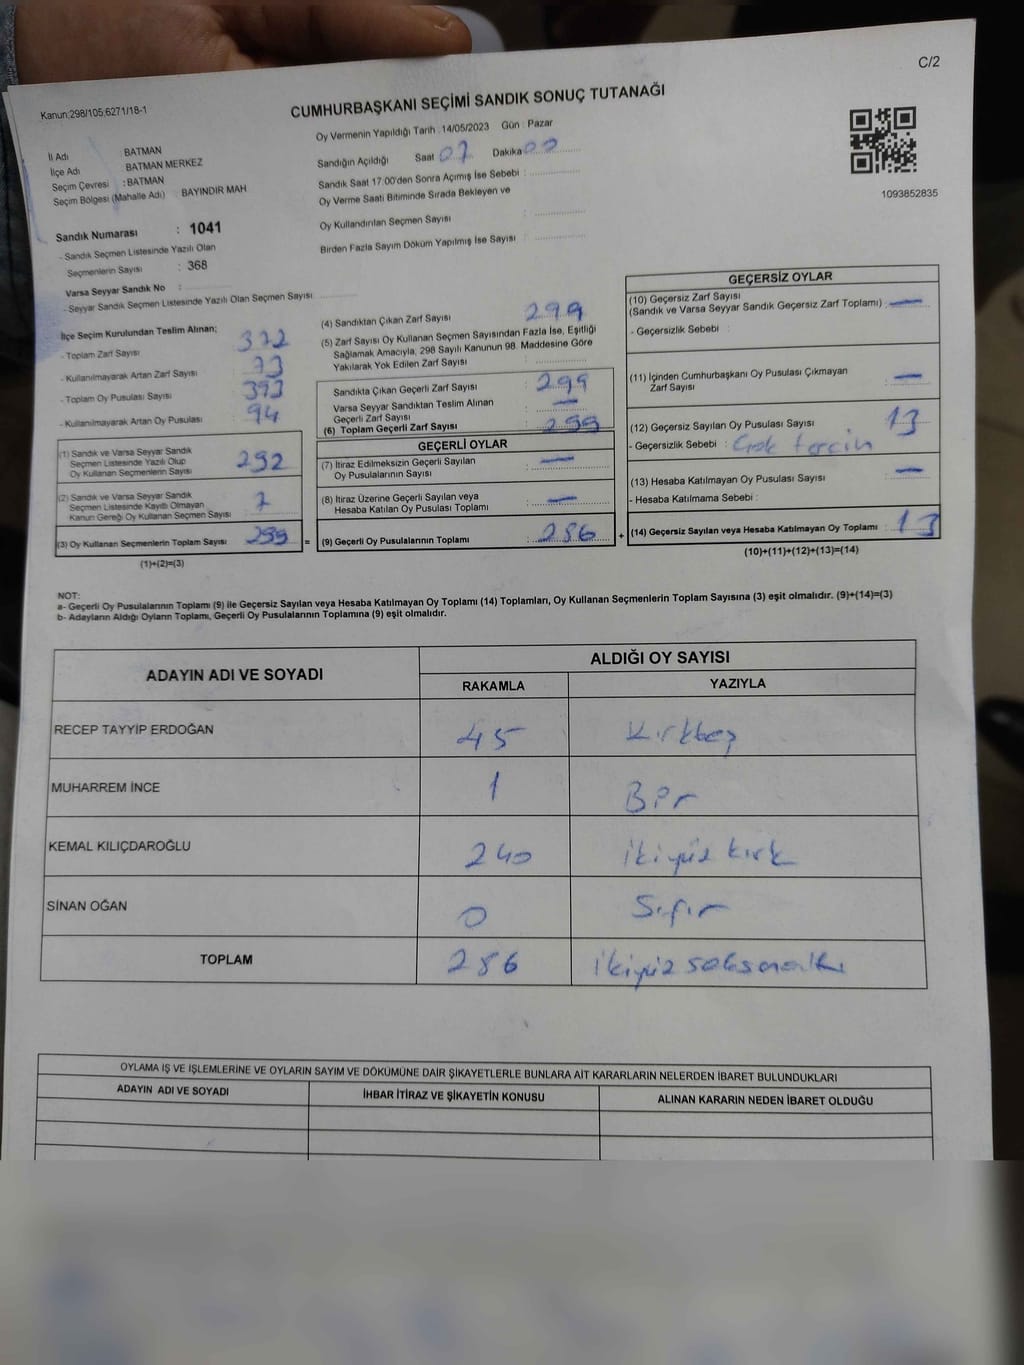 C/2
Kanun:298/105;6271/18-1
CUMHURBAŞKANI SEÇİMİ SANDIK SONUÇ TUTANAĞI
Oy Vermenin Yapıldığı Tarih : 14/05/2023 Gün : Pazar
İl Adı BATMAN
İlçe Adı BATMAN MERKEZ
Seçim Çevresi : BATMAN
Seçim Bölgesi (Mahalle Adı) : BAYINDIR MAH
Sandığın Açıldığı Saat 07 Dakika 00
Sandık Saat 17:00'den Sonra Açımış İse Sebebi :
Oy Verme Saati Bitiminde Sırada Bekleyen ve
Oy Kullandırılan Seçmen Sayısı :
Birden Fazla Sayım Döküm Yapılmış İse Sayısı :
1093852835
Sandık Numarası : 1041
- Sandık Seçmen Listesinde Yazılı Olan
Seçmenlerin Sayısı : 368
Varsa Seyyar Sandık No :
- Seyyar Sandık Seçmen Listesinde Yazılı Olan Seçmen Sayısı :
İlçe Seçim Kurulundan Teslim Alınan;
- Toplam Zarf Sayısı : 372
- Kullanılmayarak Artan Zarf Sayısı : 73
- Toplam Oy Pusulası Sayısı : 393
- Kullanılmayarak Artan Oy Pusulası : 94
(1) Sandık ve Varsa Seyyar Sandık
Seçmen Listesinde Yazılı Olup
Oy Kullanan Seçmenlerin Sayısı : 292
(2) Sandık ve Varsa Seyyar Sandık
Seçmen Listesinde Kayıtlı Olmayan
Kanun Gereği Oy Kullanan Seçmen Sayısı : 7
(3) Oy Kullanan Seçmenlerin Toplam Sayısı 299 =
(1)+(2)=(3)
(4) Sandıktan Çıkan Zarf Sayısı : 299
(5) Zarf Sayısı Oy Kullanan Seçmen Sayısından Fazla İse, Eşitliği
Sağlamak Amacıyla, 298 Sayılı Kanunun 98. Maddesine Göre
Yakılarak Yok Edilen Zarf Sayısı :
Sandıkta Çıkan Geçerli Zarf Sayısı : 299
Varsa Seyyar Sandıktan Teslim Alınan
Geçerli Zarf Sayısı : —
(6) Toplam Geçerli Zarf Sayısı : 299
GEÇERLİ OYLAR
(7) İtiraz Edilmeksizin Geçerli Sayılan
Oy Pusulalarının Sayısı : —
(8) İtiraz Üzerine Geçerli Sayılan veya
Hesaba Katılan Oy Pusulası Toplamı : —
(9) Geçerli Oy Pusulalarının Toplamı : 286 +
GEÇERSİZ OYLAR
(10) Geçersiz Zarf Sayısı
(Sandık ve Varsa Seyyar Sandık Geçersiz Zarf Toplamı) : —
- Geçersizlik Sebebi :
(11) İçinden Cumhurbaşkanı Oy Pusulası Çıkmayan
Zarf Sayısı : —
(12) Geçersiz Sayılan Oy Pusulası Sayısı : 13
- Geçersizlik Sebebi : Çok tercih
(13) Hesaba Katılmayan Oy Pusulası Sayısı : —
- Hesaba Katılmama Sebebi :
(14) Geçersiz Sayılan veya Hesaba Katılmayan Oy Toplamı : 13
(10)+(11)+(12)+(13)=(14)
NOT:
a- Geçerli Oy Pusulalarının Toplamı (9) ile Geçersiz Sayılan veya Hesaba Katılmayan Oy Toplamı (14) Toplamları, Oy Kullanan Seçmenlerin Toplam Sayısına (3) eşit olmalıdır. (9)+(14)=(3)
b- Adayların Aldığı Oyların Toplamı, Geçerli Oy Pusulalarının Toplamına (9) eşit olmalıdır.
ADAYIN ADI VE SOYADI ALDIĞI OY SAYISI
RAKAMLA YAZIYLA
RECEP TAYYİP ERDOĞAN 45 Kırkbeş
MUHARREM İNCE 1 Bir
KEMAL KILIÇDAROĞLU 240 ikiyüz kırk
SİNAN OĞAN 0 Sıfır
TOPLAM 286 ikiyüz seksenaltı
OYLAMA İŞ VE İŞLEMLERİNE VE OYLARIN SAYIM VE DÖKÜMÜNE DAİR ŞİKAYETLERLE BUNLARA AİT KARARLARIN NELERDEN İBARET BULUNDUKLARI
ADAYIN ADI VE SOYADI İHBAR İTİRAZ VE ŞİKAYETİN KONUSU ALINAN KARARIN NEDEN İBARET OLDUĞU